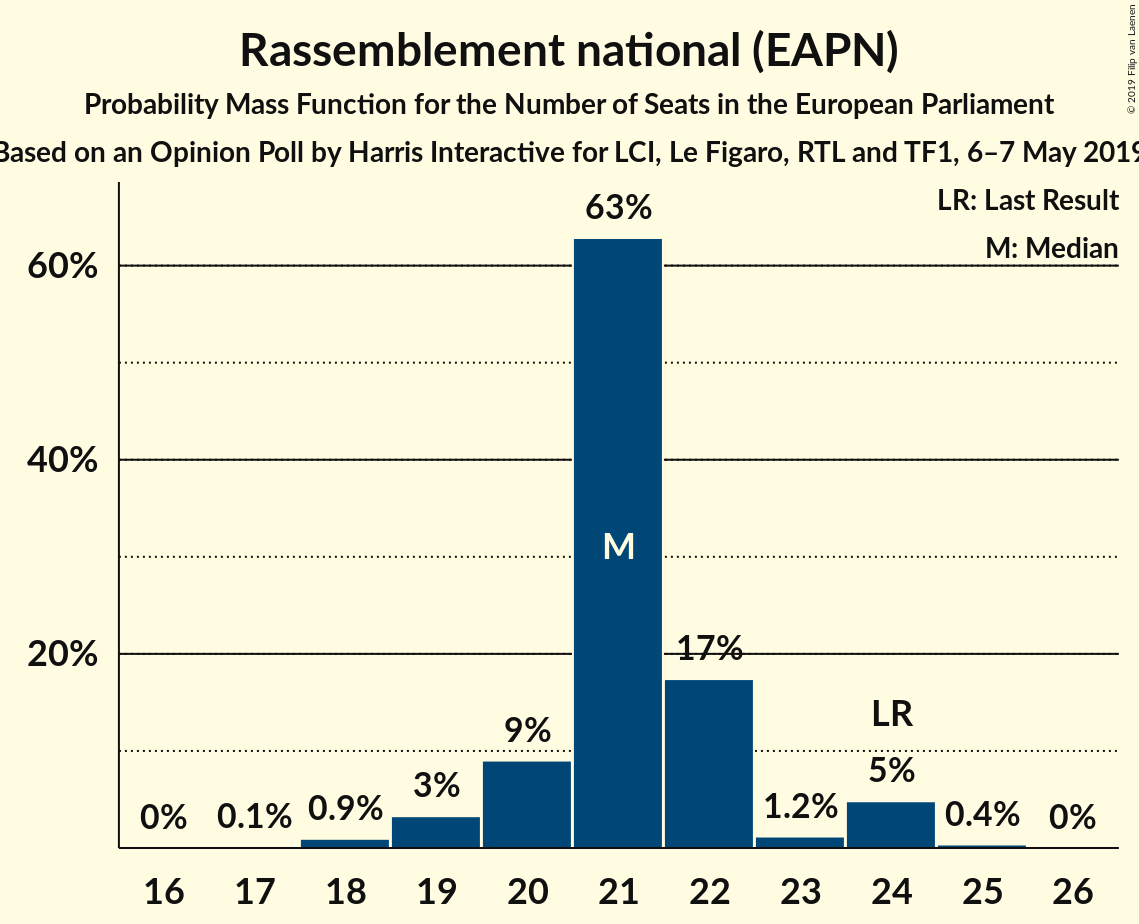 © 2019 Filip van Laenen
Rassemblement national (EAPN)
Probability Mass Function for the Number of Seats in the European Parliament
Based on an Opinion Poll by Harris Interactive for LCI, Le Figaro, RTL and TF1, 6–7 May 2019
LR: Last Result
M: Median
63%
60%
40%
M
20%
17%
LR
9%
5%
3%
1.2%
0.9%
0.4%
0.1%
0%
0%
16 17 18 19 20 21 22 23 24 25 26